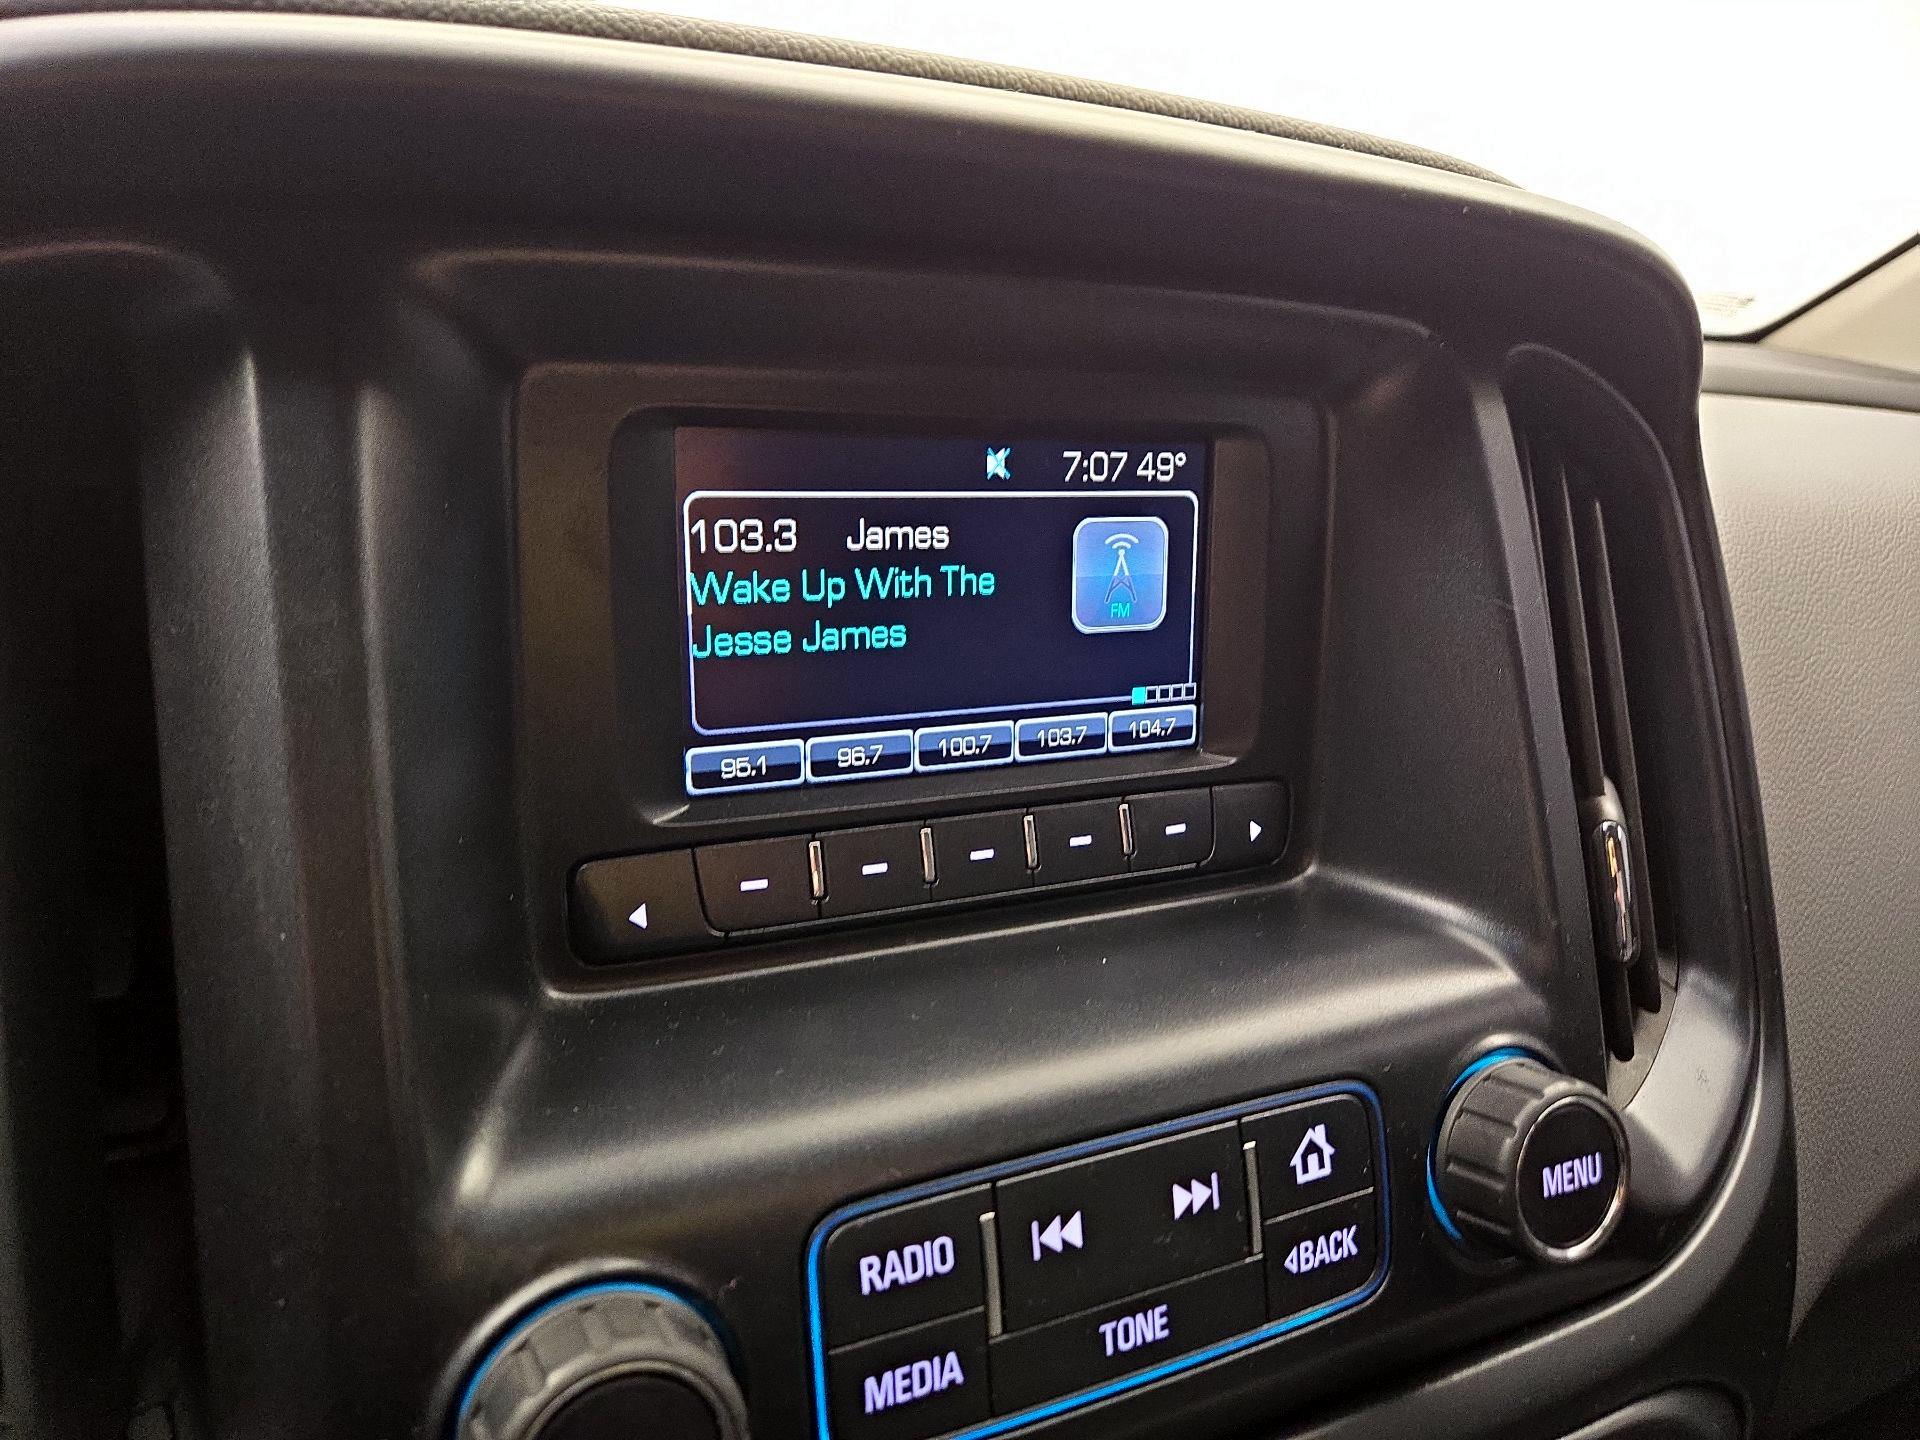 7:07 49°
103.3 James
Wake Up With The
Jesse James
FM
95.1 96.7 100.7 103.7 104.7
RADIO
MEDIA
TONE
BACK
MENU